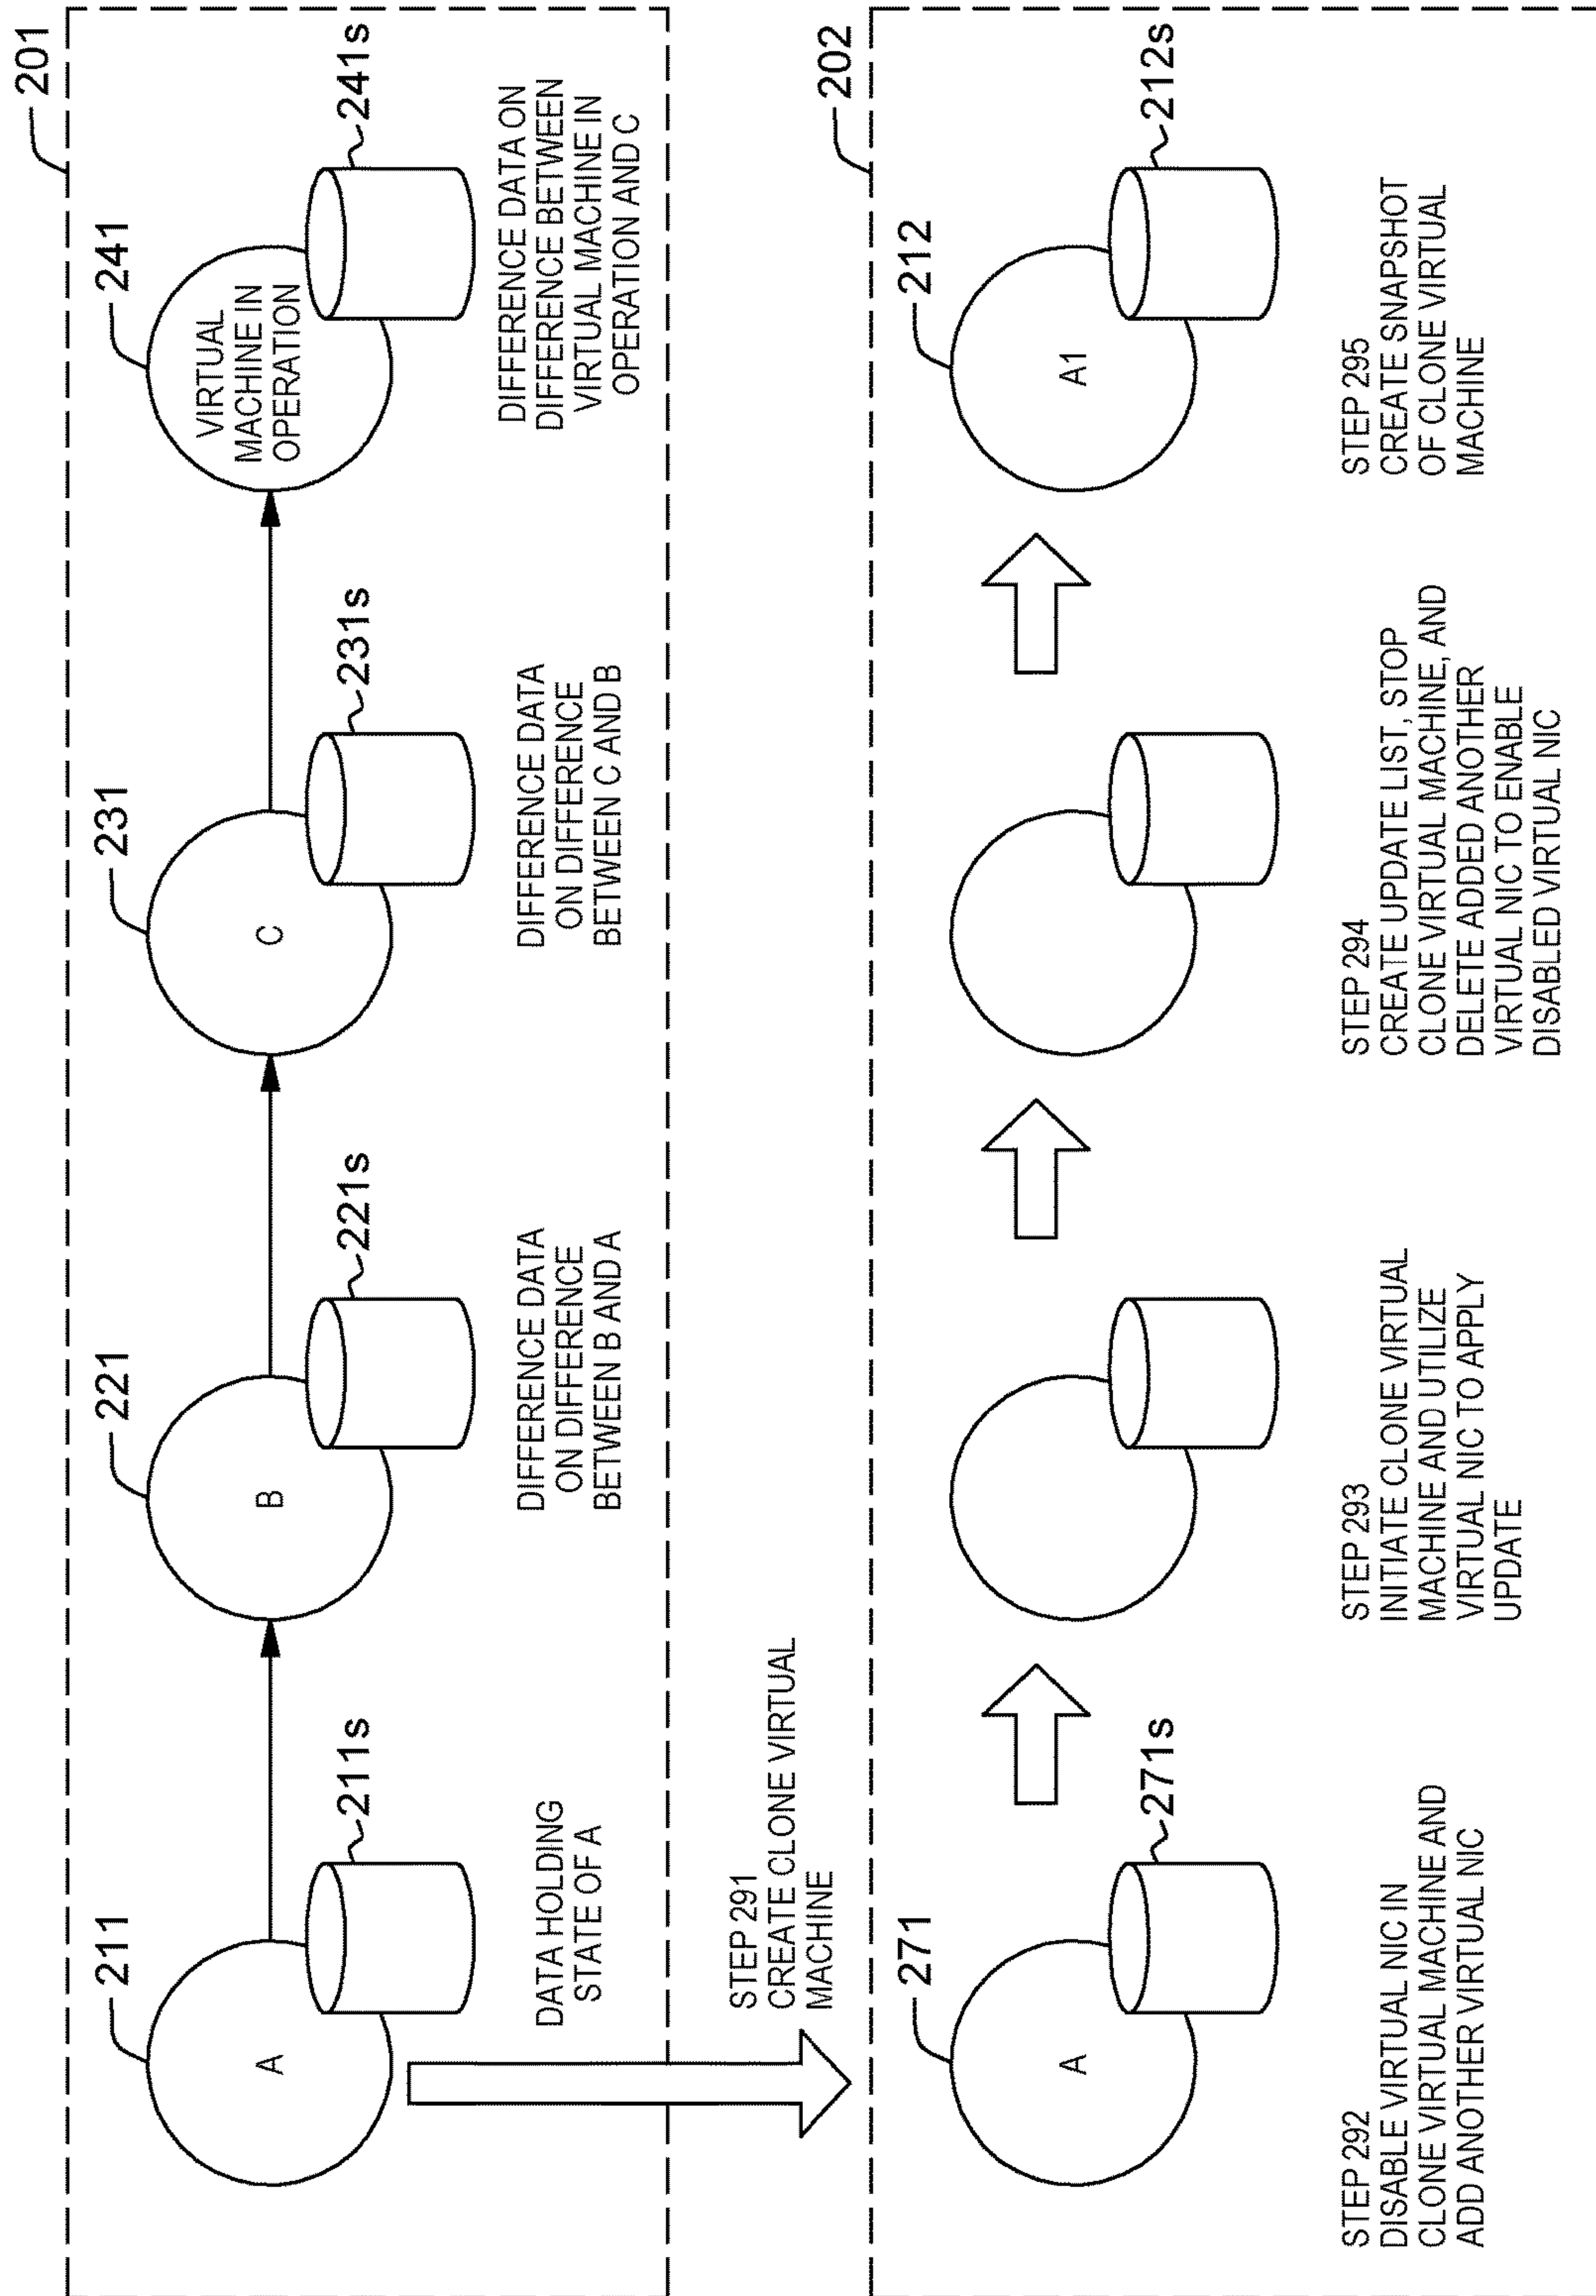 201
211
A
211s
DATA HOLDING
STATE OF A
221
B
221s
DIFFERENCE DATA
ON DIFFERENCE
BETWEEN B AND A
231
C
231s
DIFFERENCE DATA
ON DIFFERENCE
BETWEEN C AND B
241
VIRTUAL
MACHINE IN
OPERATION
241s
DIFFERENCE DATA ON
DIFFERENCE BETWEEN
VIRTUAL MACHINE IN
OPERATION AND C
STEP 291
CREATE CLONE VIRTUAL
MACHINE
202
271
A
271s
STEP 292
DISABLE VIRTUAL NIC IN
CLONE VIRTUAL MACHINE AND
ADD ANOTHER VIRTUAL NIC
STEP 293
INITIATE CLONE VIRTUAL
MACHINE AND UTILIZE
VIRTUAL NIC TO APPLY
UPDATE
STEP 294
CREATE UPDATE LIST, STOP
CLONE VIRTUAL MACHINE, AND
DELETE ADDED ANOTHER
VIRTUAL NIC TO ENABLE
DISABLED VIRTUAL NIC
212
A1
212s
STEP 295
CREATE SNAPSHOT
OF CLONE VIRTUAL
MACHINE